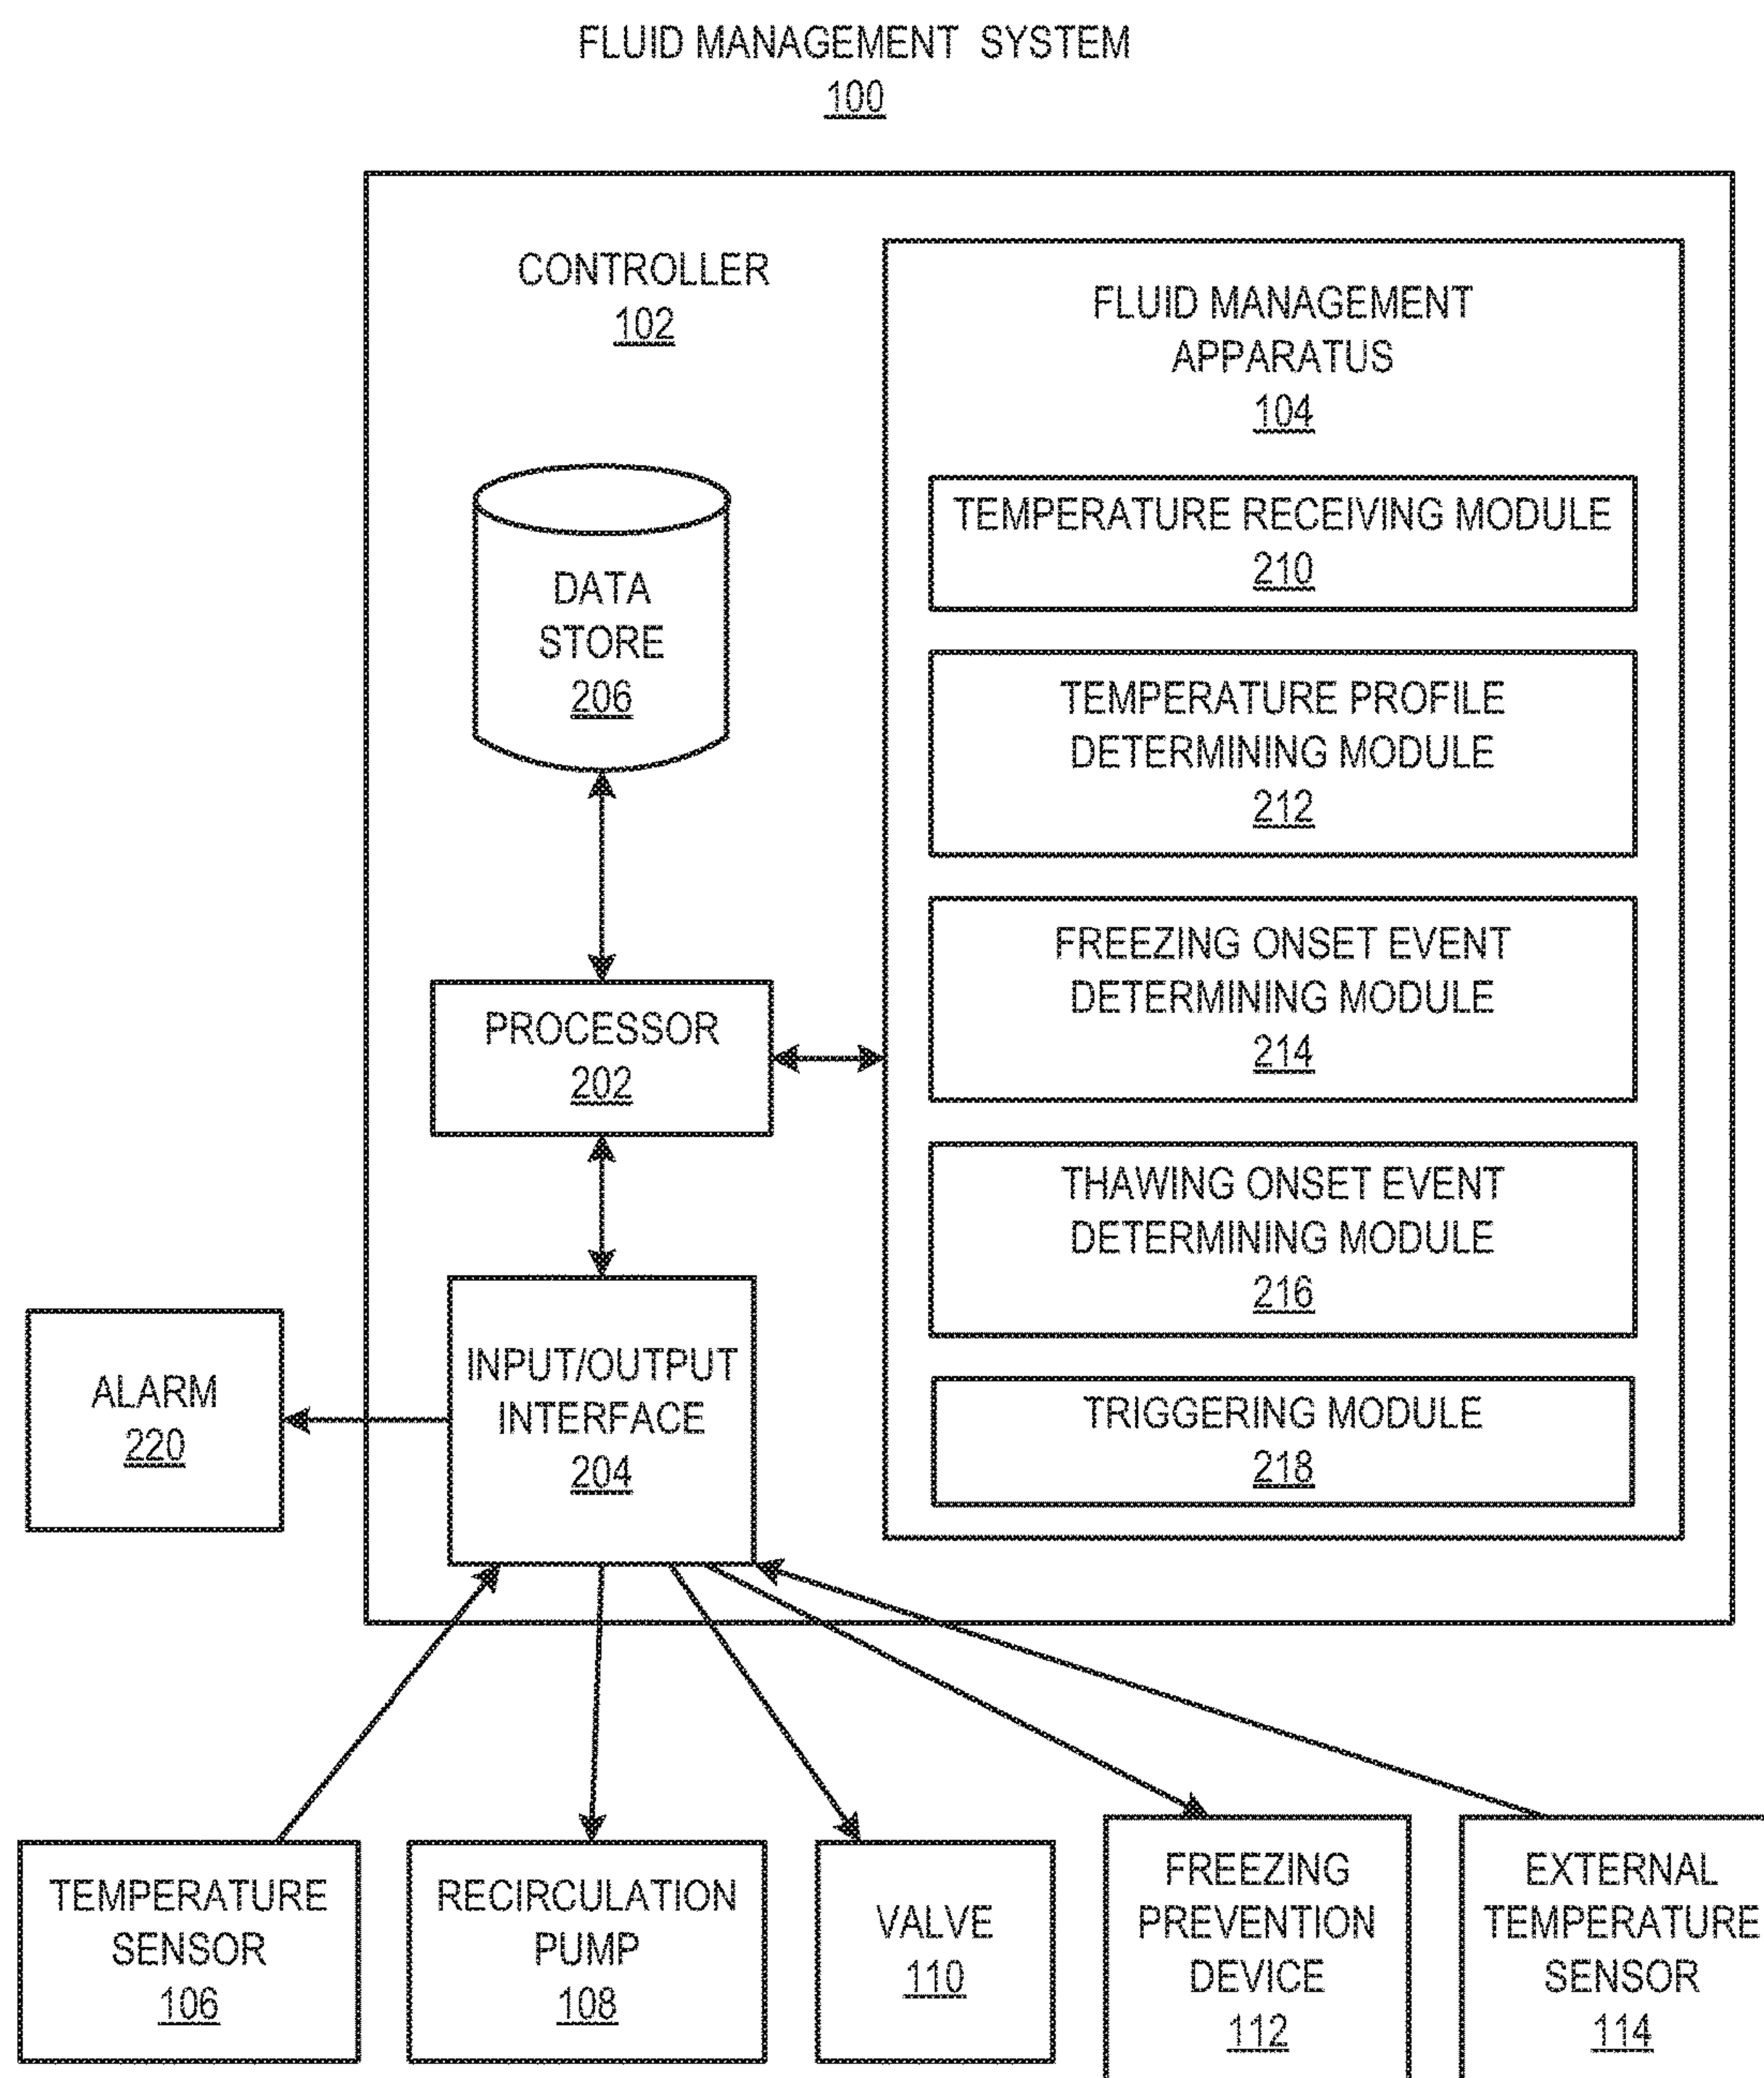 FLUID MANAGEMENT SYSTEM
100
CONTROLLER
102
FLUID MANAGEMENT
APPARATUS
104
DATA
STORE
206
TEMPERATURE RECEIVING MODULE
210
TEMPERATURE PROFILE
DETERMINING MODULE
212
PROCESSOR
202
FREEZING ONSET EVENT
DETERMINING MODULE
214
THAWING ONSET EVENT
DETERMINING MODULE
216
INPUT/OUTPUT
INTERFACE
204
TRIGGERING MODULE
218
ALARM
220
TEMPERATURE
SENSOR
106
RECIRCULATION
PUMP
108
VALVE
110
FREEZING
PREVENTION
DEVICE
112
EXTERNAL
TEMPERATURE
SENSOR
114